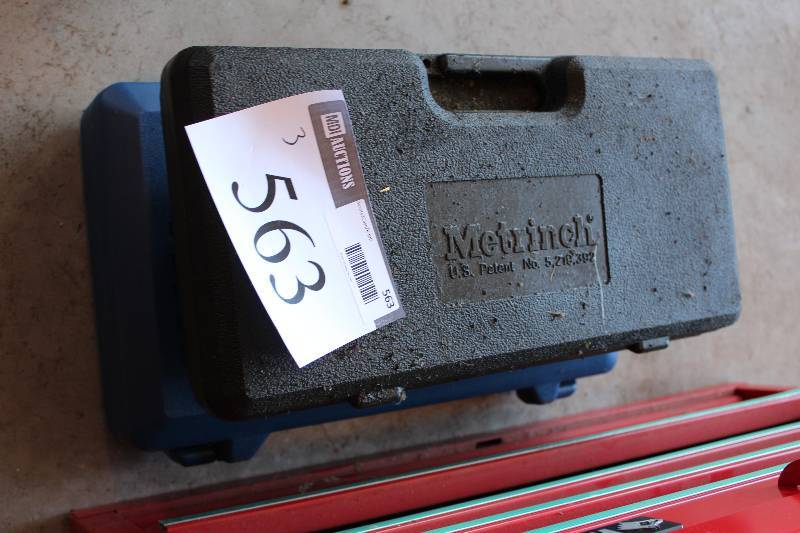 3
563
MDI AUCTIONS
563
Metrinch
U.S. Patent No. 5,219,392